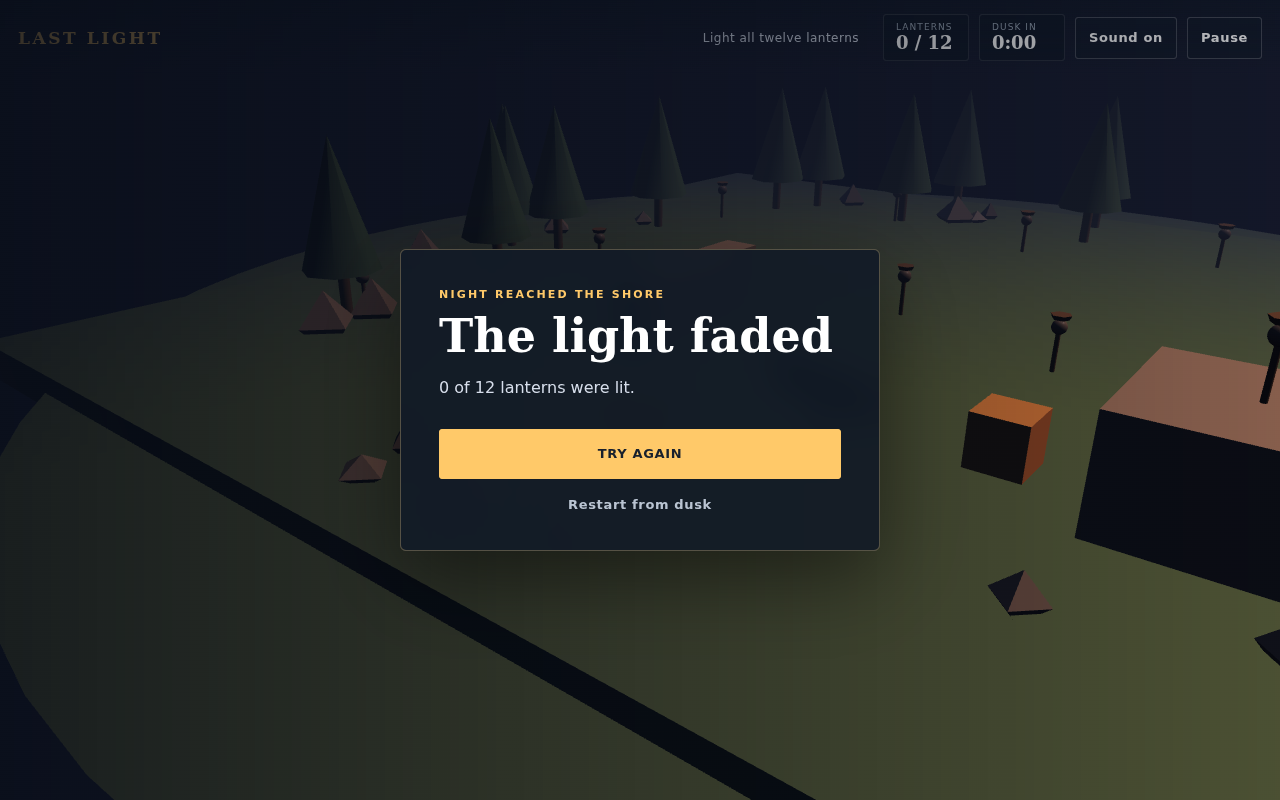 LAST LIGHT
Light all twelve lanterns
LANTERNS
0 / 12
DUSK IN
0:00
Sound on
Pause
NIGHT REACHED THE SHORE
The light faded
0 of 12 lanterns were lit.
TRY AGAIN
Restart from dusk